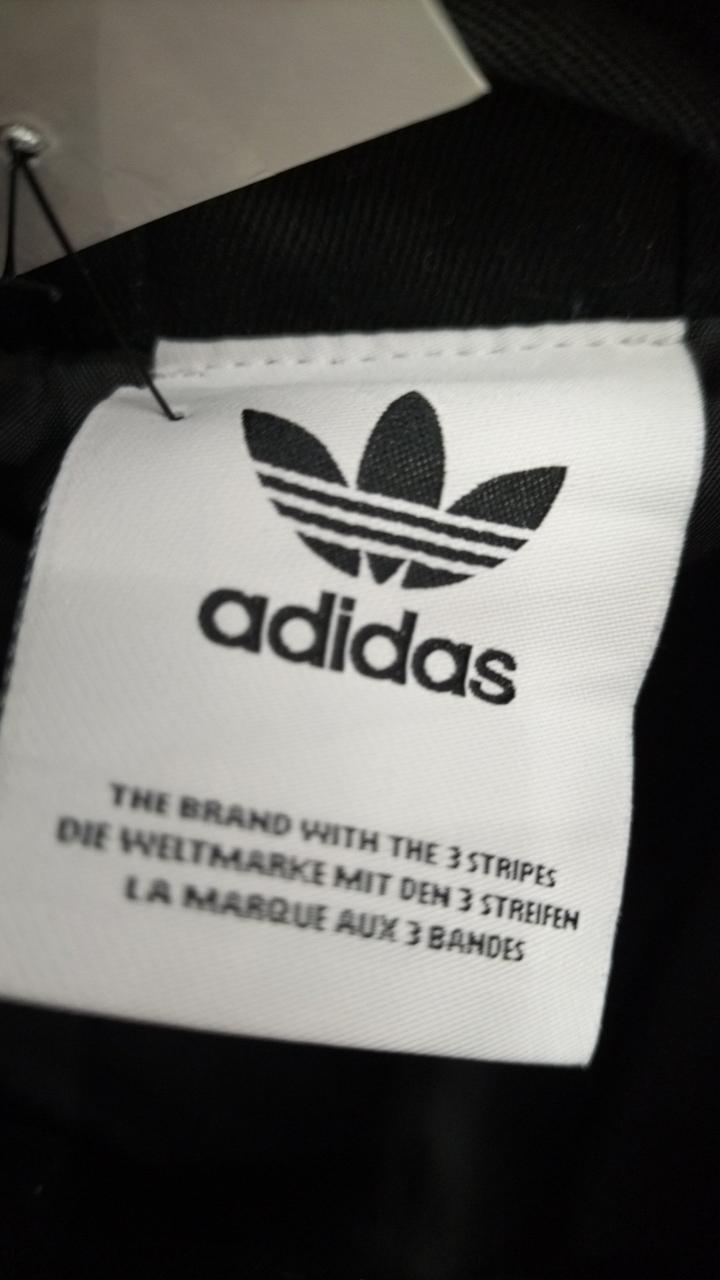 adidas
THE BRAND WITH THE 3 STRIPES
DIE WELTMARKE MIT DEN 3 STREIFEN
LA MARQUE AUX 3 BANDES